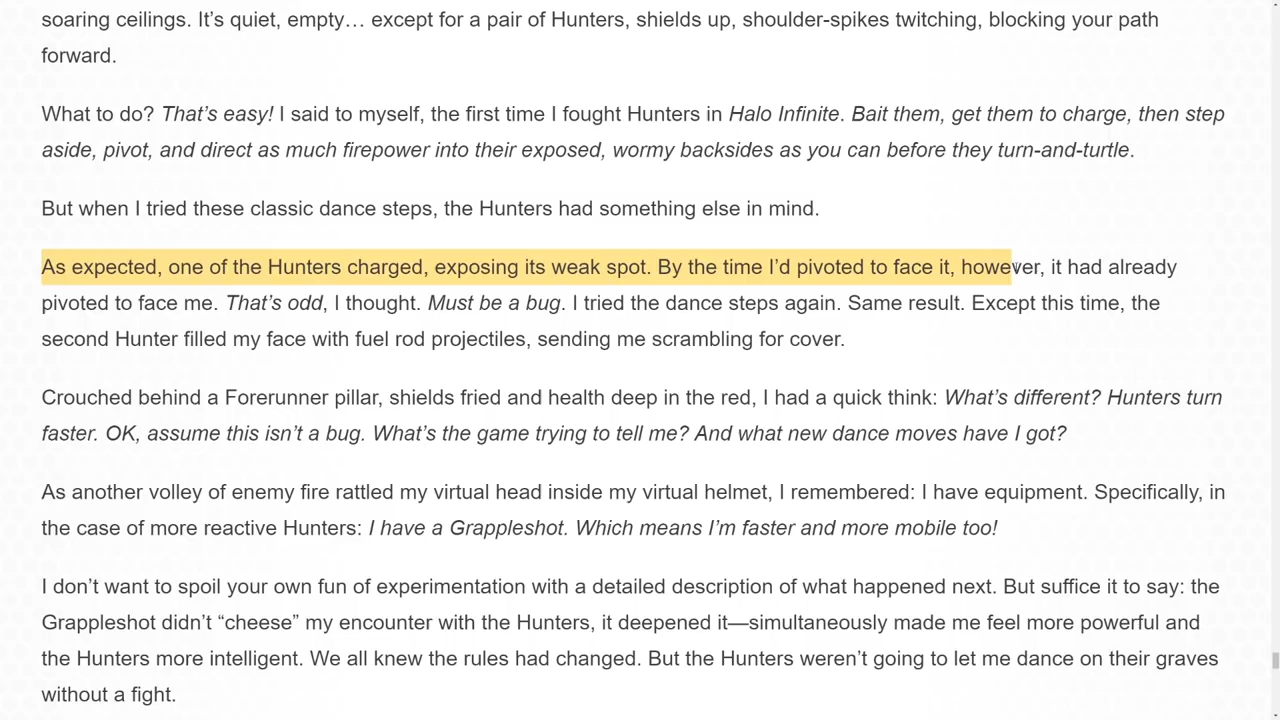 soaring ceilings. It’s quiet, empty… except for a pair of Hunters, shields up, shoulder-spikes twitching, blocking your path
forward.
What to do? That’s easy! I said to myself, the first time I fought Hunters in Halo Infinite. Bait them, get them to charge, then step
aside, pivot, and direct as much firepower into their exposed, wormy backsides as you can before they turn-and-turtle.
But when I tried these classic dance steps, the Hunters had something else in mind.
As expected, one of the Hunters charged, exposing its weak spot. By the time I’d pivoted to face it, however, it had already
pivoted to face me. That’s odd, I thought. Must be a bug. I tried the dance steps again. Same result. Except this time, the
second Hunter filled my face with fuel rod projectiles, sending me scrambling for cover.
Crouched behind a Forerunner pillar, shields fried and health deep in the red, I had a quick think: What’s different? Hunters turn
faster. OK, assume this isn’t a bug. What’s the game trying to tell me? And what new dance moves have I got?
As another volley of enemy fire rattled my virtual head inside my virtual helmet, I remembered: I have equipment. Specifically, in
the case of more reactive Hunters: I have a Grappleshot. Which means I’m faster and more mobile too!
I don’t want to spoil your own fun of experimentation with a detailed description of what happened next. But suffice it to say: the
Grappleshot didn’t “cheese” my encounter with the Hunters, it deepened it—simultaneously made me feel more powerful and
the Hunters more intelligent. We all knew the rules had changed. But the Hunters weren’t going to let me dance on their graves
without a fight.